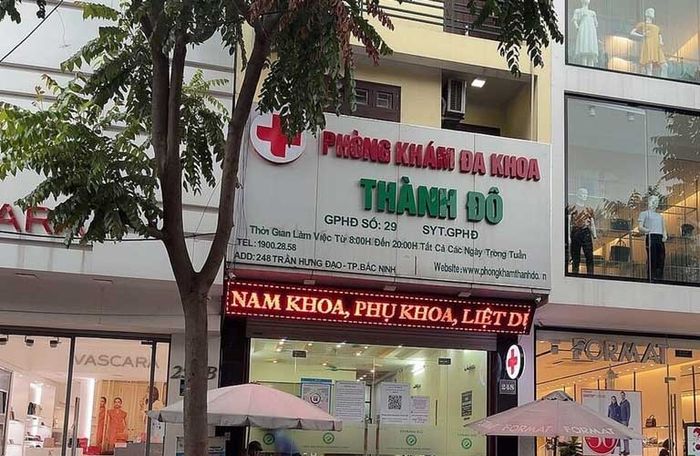 PHÒNG KHÁM ĐA KHOA
THÀNH ĐÔ
GPHĐ SỐ: 29 SYT.GPHĐ
Thời Gian Làm Việc Từ 8:00H Đến 20:00H Tất Cả Các Ngày Trong Tuần
TEL: 1900.28.58
ADD: 248 TRẦN HƯNG ĐẠO-TP.BẮC NINH
Website:www.phongkhamthanhdo.
NAM KHOA, PHỤ KHOA, LIỆT D
VASCARA
FORMAT
248